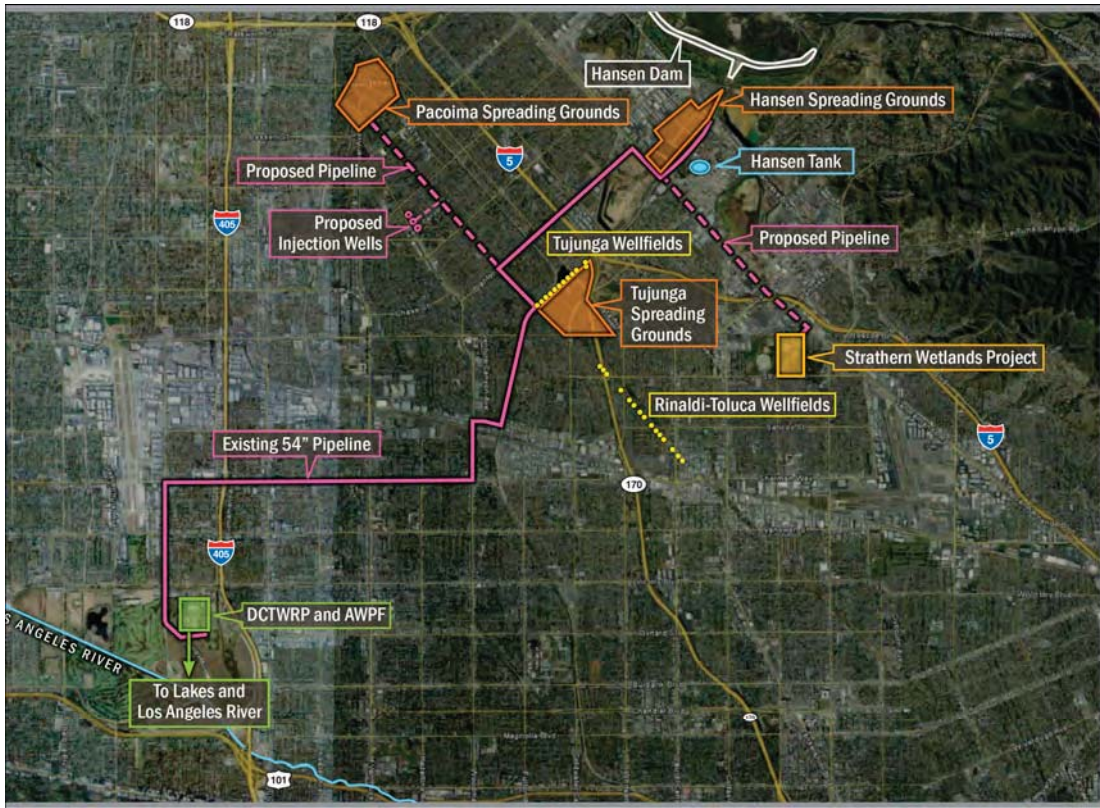 118
118
Hansen Dam
Pacoima Spreading Grounds
Hansen Spreading Grounds
5
Proposed Pipeline
Hansen Tank
405
Proposed
Injection Wells
Tujunga Wellfields
Proposed Pipeline
Tujunga
Spreading
Grounds
Strathern Wetlands Project
Rinaldi-Toluca Wellfields
Existing 54” Pipeline
5
170
405
DCTWRP and AWPF
S ANGELES RIVER
To Lakes and
Los Angeles River
Magnolia Blvd
101